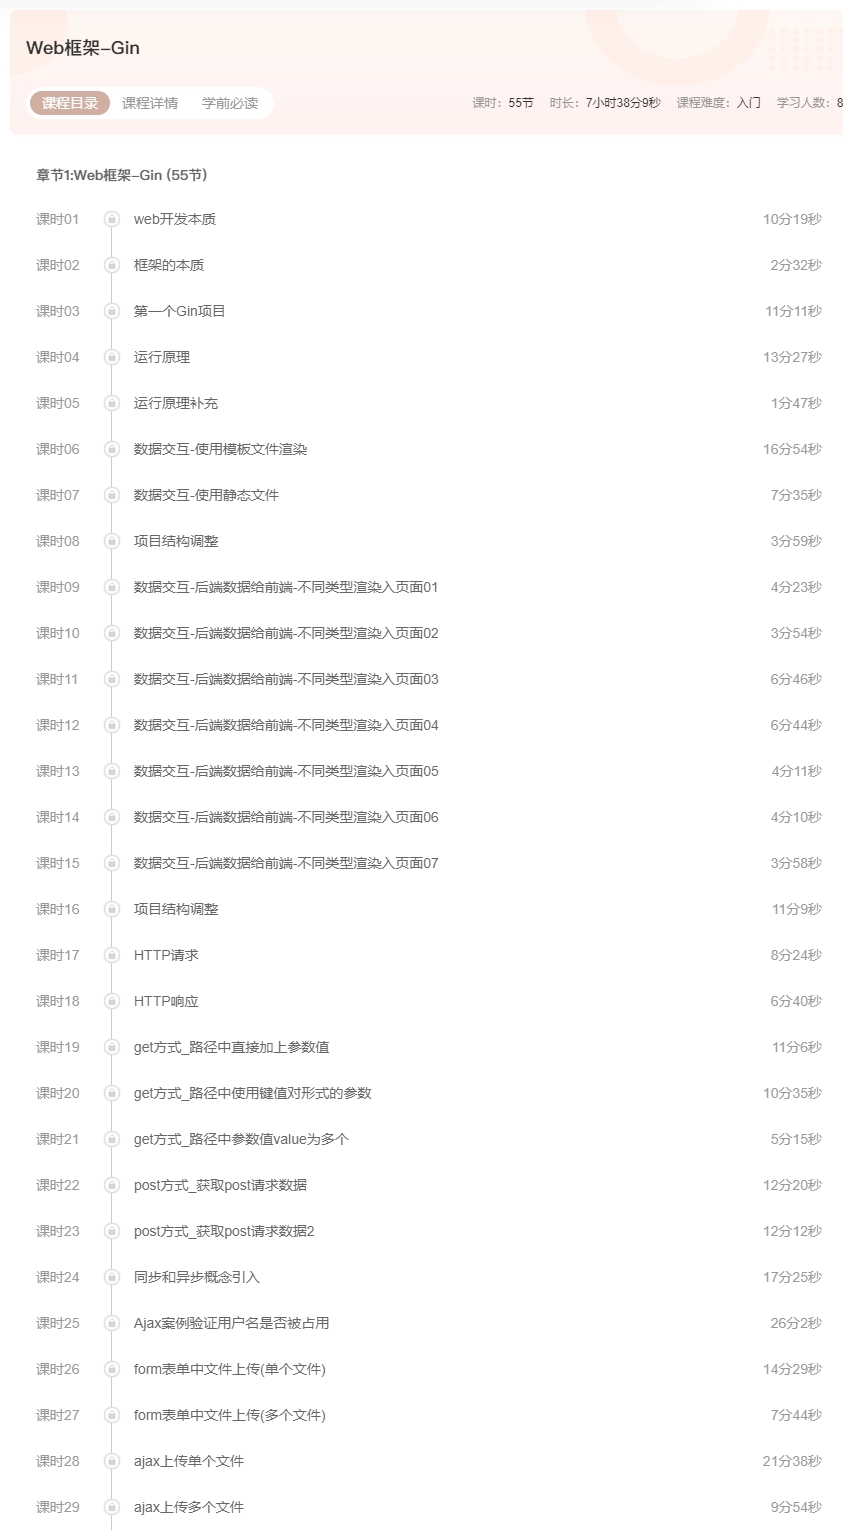 Web框架-Gin
课程目录 课程详情 学前必读 课时：55节 时长：7小时38分9秒 课程难度：入门 学习人数：8
章节1:Web框架-Gin (55节)
课时01 web开发本质 10分19秒
课时02 框架的本质 2分32秒
课时03 第一个Gin项目 11分11秒
课时04 运行原理 13分27秒
课时05 运行原理补充 1分47秒
课时06 数据交互-使用模板文件渲染 16分54秒
课时07 数据交互-使用静态文件 7分35秒
课时08 项目结构调整 3分59秒
课时09 数据交互-后端数据给前端-不同类型渲染入页面01 4分23秒
课时10 数据交互-后端数据给前端-不同类型渲染入页面02 3分54秒
课时11 数据交互-后端数据给前端-不同类型渲染入页面03 6分46秒
课时12 数据交互-后端数据给前端-不同类型渲染入页面04 6分44秒
课时13 数据交互-后端数据给前端-不同类型渲染入页面05 4分11秒
课时14 数据交互-后端数据给前端-不同类型渲染入页面06 4分10秒
课时15 数据交互-后端数据给前端-不同类型渲染入页面07 3分58秒
课时16 项目结构调整 11分9秒
课时17 HTTP请求 8分24秒
课时18 HTTP响应 6分40秒
课时19 get方式_路径中直接加上参数值 11分6秒
课时20 get方式_路径中使用键值对形式的参数 10分35秒
课时21 get方式_路径中参数值value为多个 5分15秒
课时22 post方式_获取post请求数据 12分20秒
课时23 post方式_获取post请求数据2 12分12秒
课时24 同步和异步概念引入 17分25秒
课时25 Ajax案例验证用户名是否被占用 26分2秒
课时26 form表单中文件上传(单个文件) 14分29秒
课时27 form表单中文件上传(多个文件) 7分44秒
课时28 ajax上传单个文件 21分38秒
课时29 ajax上传多个文件 9分54秒